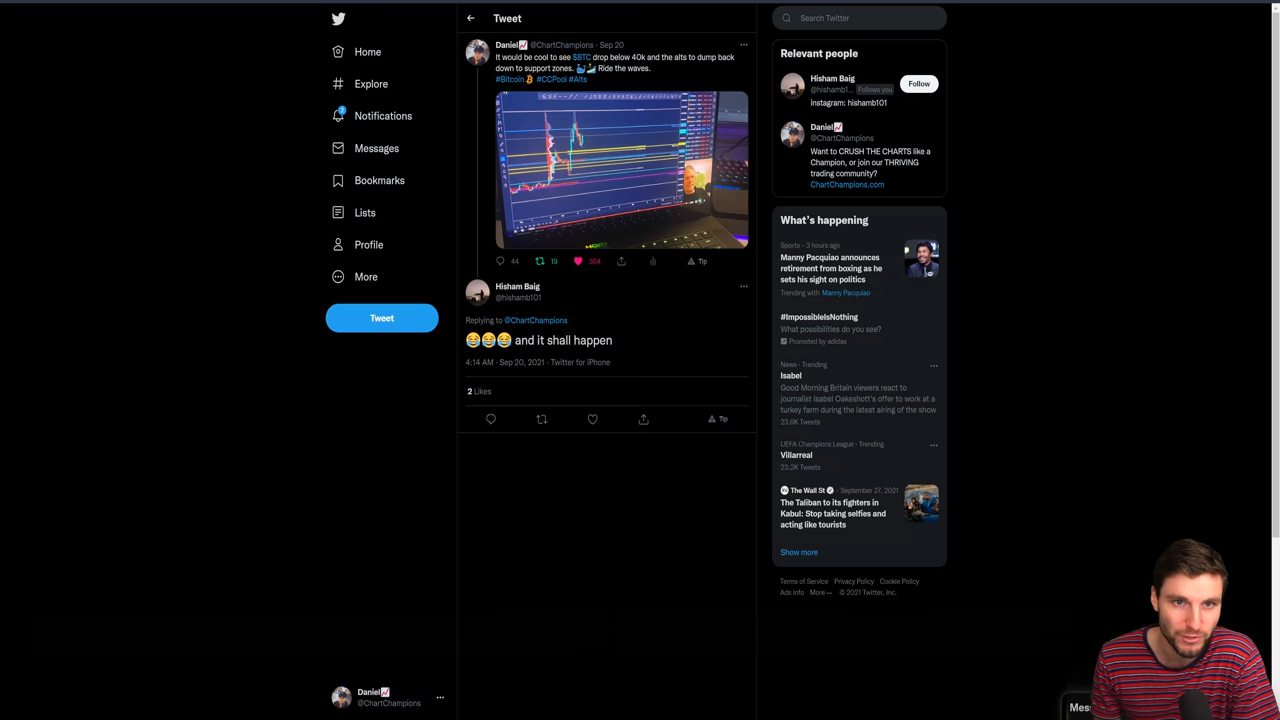 Home
Explore
2
Notifications
Messages
Bookmarks
Lists
Profile
More
Tweet
Daniel📈
@ChartChampions
Tweet
Daniel📈 @ChartChampions · Sep 20
It would be cool to see $BTC drop below 40k and the alts to dump back
down to support zones. 🐳🏄 Ride the waves.
#Bitcoin #CCPool #Alts
44 19 364 Tip
Hisham Baig
@hishamb101
Replying to @ChartChampions
😂😂😂 and it shall happen
4:14 AM · Sep 20, 2021 · Twitter for iPhone
2 Likes
Tip
Search Twitter
Relevant people
Hisham Baig
@hishamb1... Follows you
Follow
instagram: hishamb101
Daniel📈
@ChartChampions
Want to CRUSH THE CHARTS like a
Champion, or join our THRIVING
trading community?
ChartChampions.com
What's happening
Sports · 3 hours ago
Manny Pacquiao announces
retirement from boxing as he
sets his sight on politics
Trending with Manny Pacquiao
#ImpossibleIsNothing
What possibilities do you see?
Promoted by adidas
News · Trending
Isabel
Good Morning Britain viewers react to
journalist Isabel Oakeshott's offer to work at a
turkey farm during the latest airing of the show
23.6K Tweets
UEFA Champions League · Trending
Villarreal
23.2K Tweets
The Wall St · September 27, 2021
The Taliban to its fighters in
Kabul: Stop taking selfies and
acting like tourists
Show more
Terms of Service Privacy Policy Cookie Policy
Ads info More ··· © 2021 Twitter, Inc.
Mes